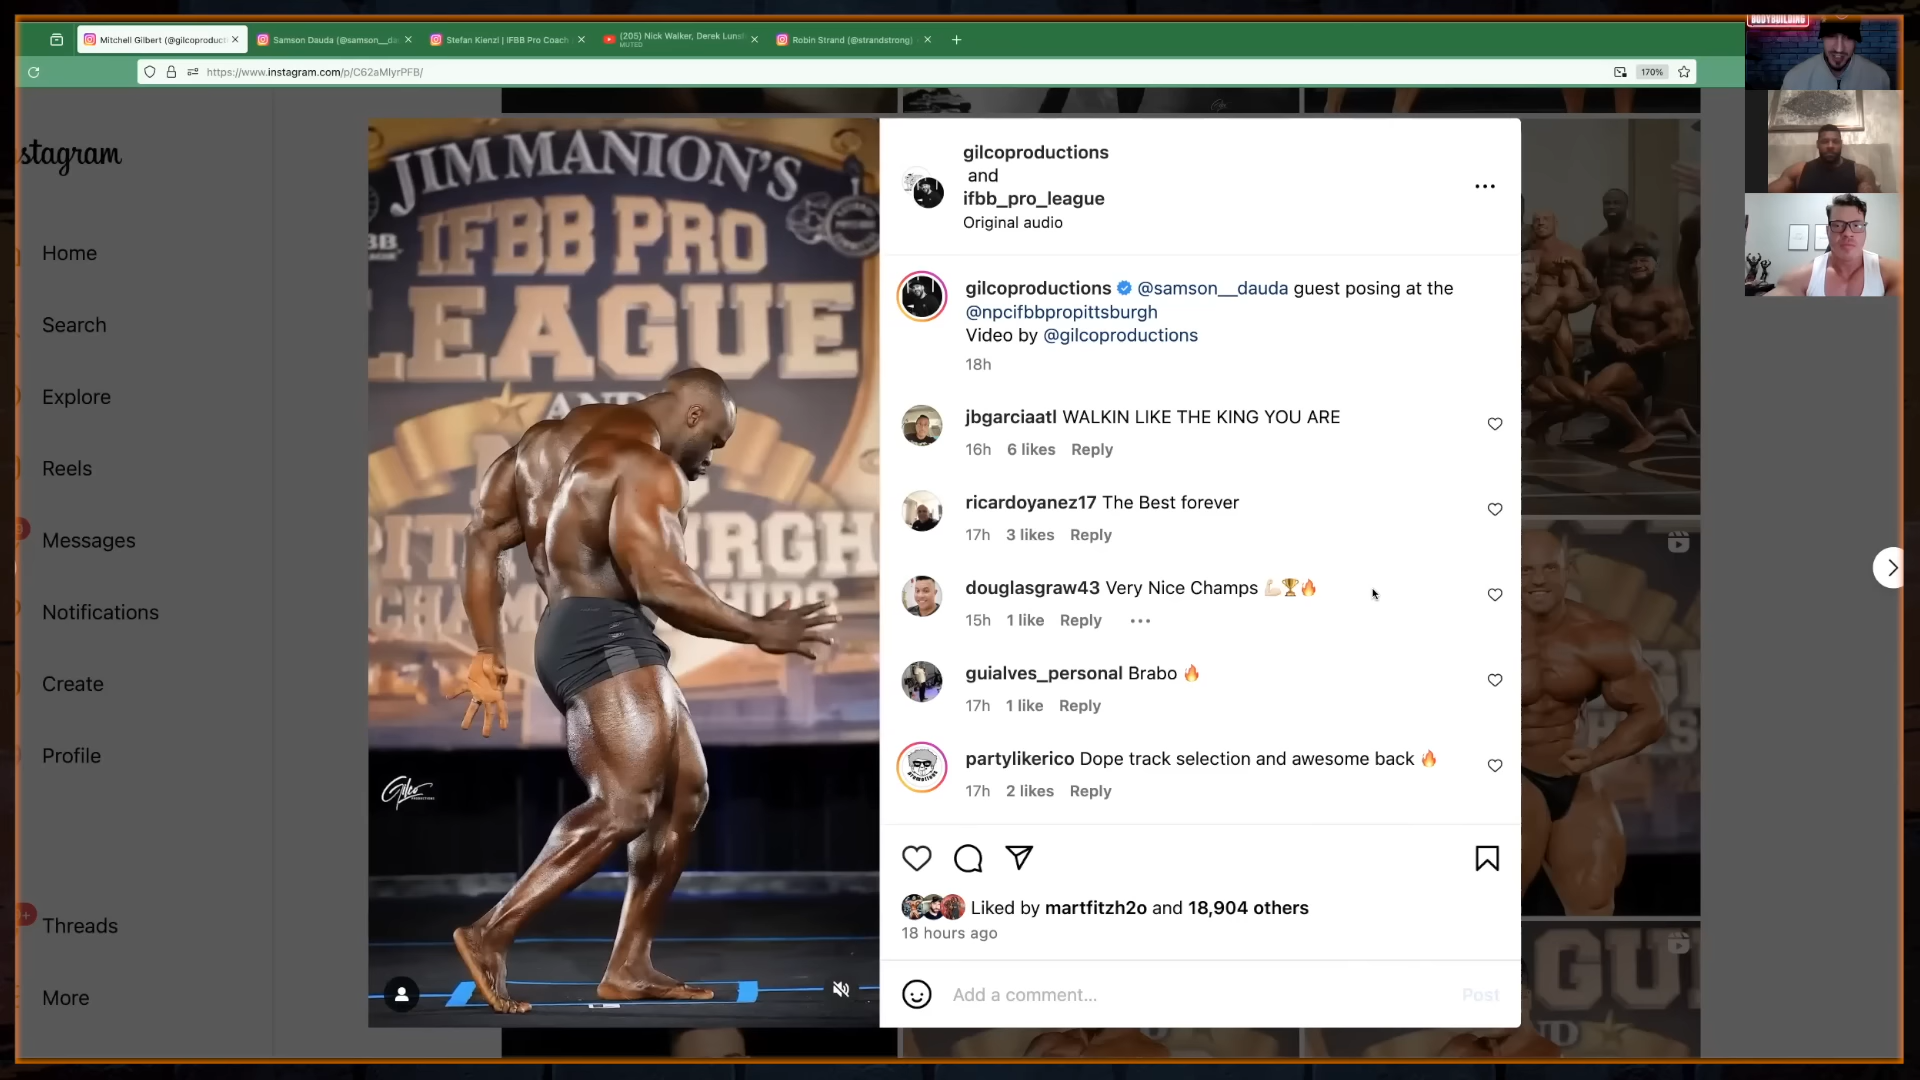 BODYBUILDING
Mitchell Gilbert (@gilcoproduct
Samson Dauda (@samson__da
Stefan Kienzl | IFBB Pro Coach
(205) Nick Walker, Derek Luns
MUTED
Robin Strand (@strandstrong)
https://www.instagram.com/p/C62aMlyrPFB/
170%
stagram
Home
Search
Explore
Reels
Messages
Notifications
Create
Profile
Threads
More
JIM MANION'S
IFBB PRO
LEAGUE
AND
gilcoproductions
and
ifbb_pro_league
Original audio
gilcoproductions @samson__dauda guest posing at the
@npcifbbpropittsburgh
Video by @gilcoproductions
18h
jbgarciaatl WALKIN LIKE THE KING YOU ARE
16h 6 likes Reply
ricardoyanez17 The Best forever
17h 3 likes Reply
douglasgraw43 Very Nice Champs 💪🏻🏆🔥
15h 1 like Reply
guialves_personal Brabo 🔥
17h 1 like Reply
partylikerico Dope track selection and awesome back 🔥
17h 2 likes Reply
Liked by martfitzh2o and 18,904 others
18 hours ago
Add a comment...
Post